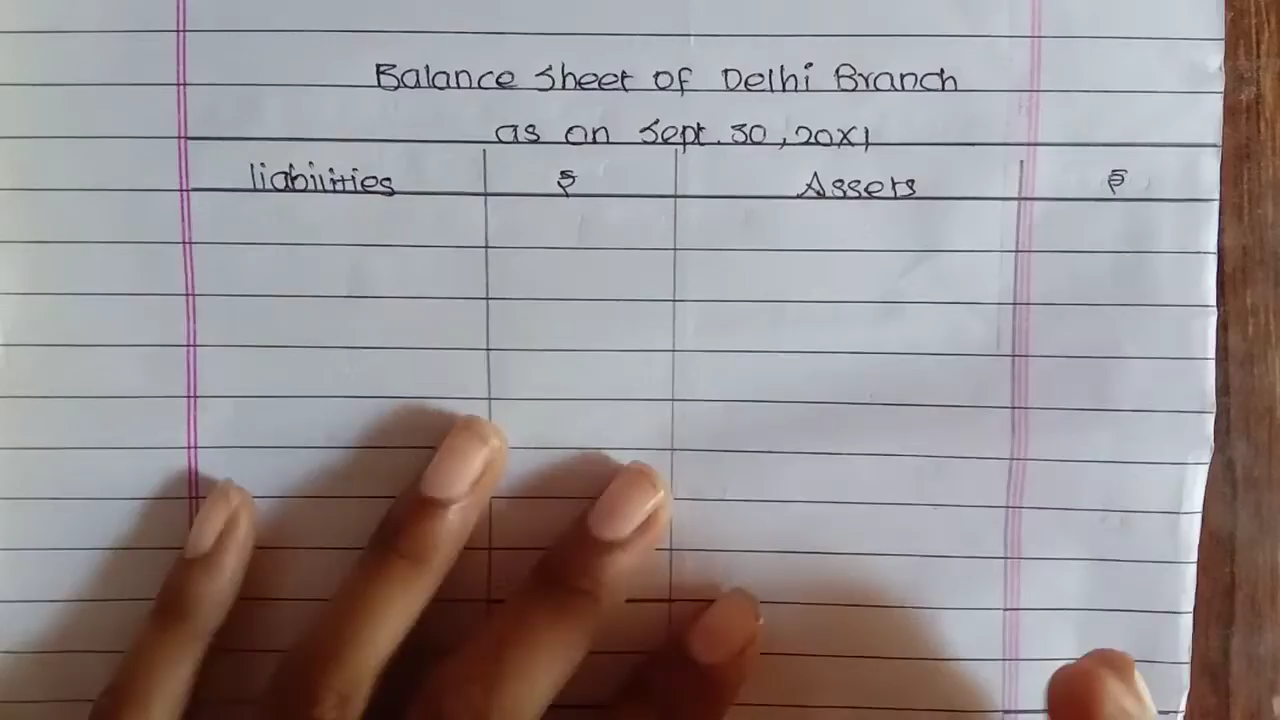 Balance Sheet of Delhi Branch
as on Sept. 30, 20X1
liabilities ₹ Assets ₹